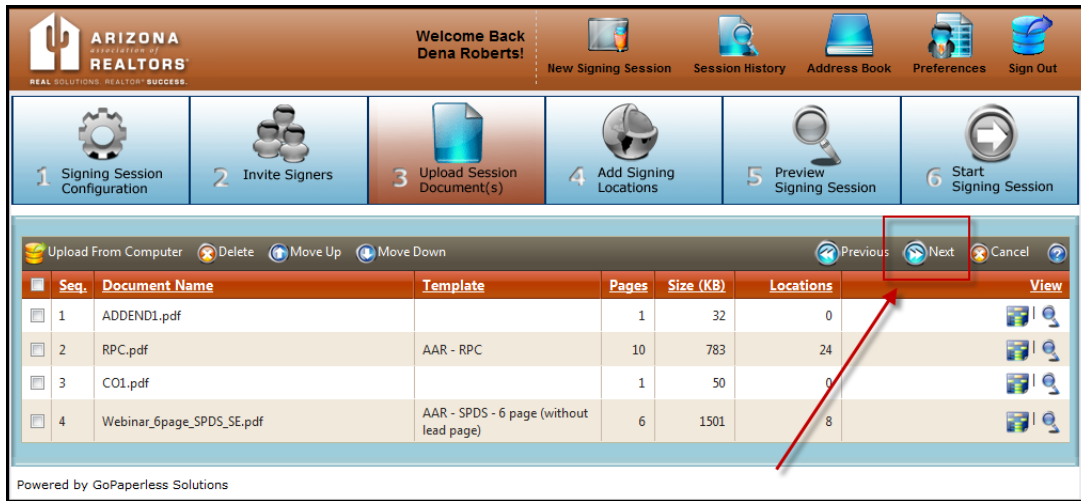 ARIZONA
association of
REALTORS®
REAL SOLUTIONS. REALTOR® SUCCESS.
Welcome Back
Dena Roberts!
New Signing Session
Session History
Address Book
Preferences
Sign Out
1 Signing Session
Configuration
2 Invite Signers
3 Upload Session
Document(s)
4 Add Signing
Locations
5 Preview
Signing Session
6 Start
Signing Session
Upload From Computer Delete Move Up Move Down Previous Next Cancel ?
Seq. Document Name Template Pages Size (KB) Locations View
1 ADDEND1.pdf 1 32 0
2 RPC.pdf AAR - RPC 10 783 24
3 CO1.pdf 1 50 0
4 Webinar_6page_SPDS_SE.pdf AAR - SPDS - 6 page (without
lead page) 6 1501 8
Powered by GoPaperless Solutions